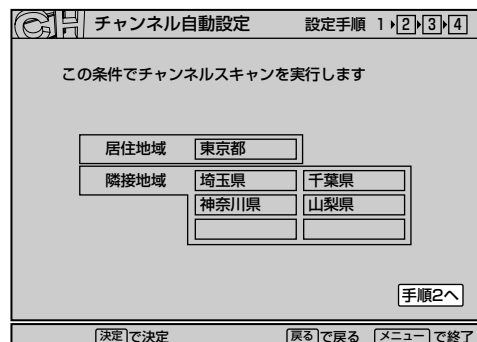 CH チャンネル自動設定 設定手順 1 2 3 4
この条件でチャンネルスキャンを実行します
居住地域 東京都
隣接地域 埼玉県 千葉県
神奈川県 山梨県
手順2へ
決定で決定 戻るで戻る メニューで終了